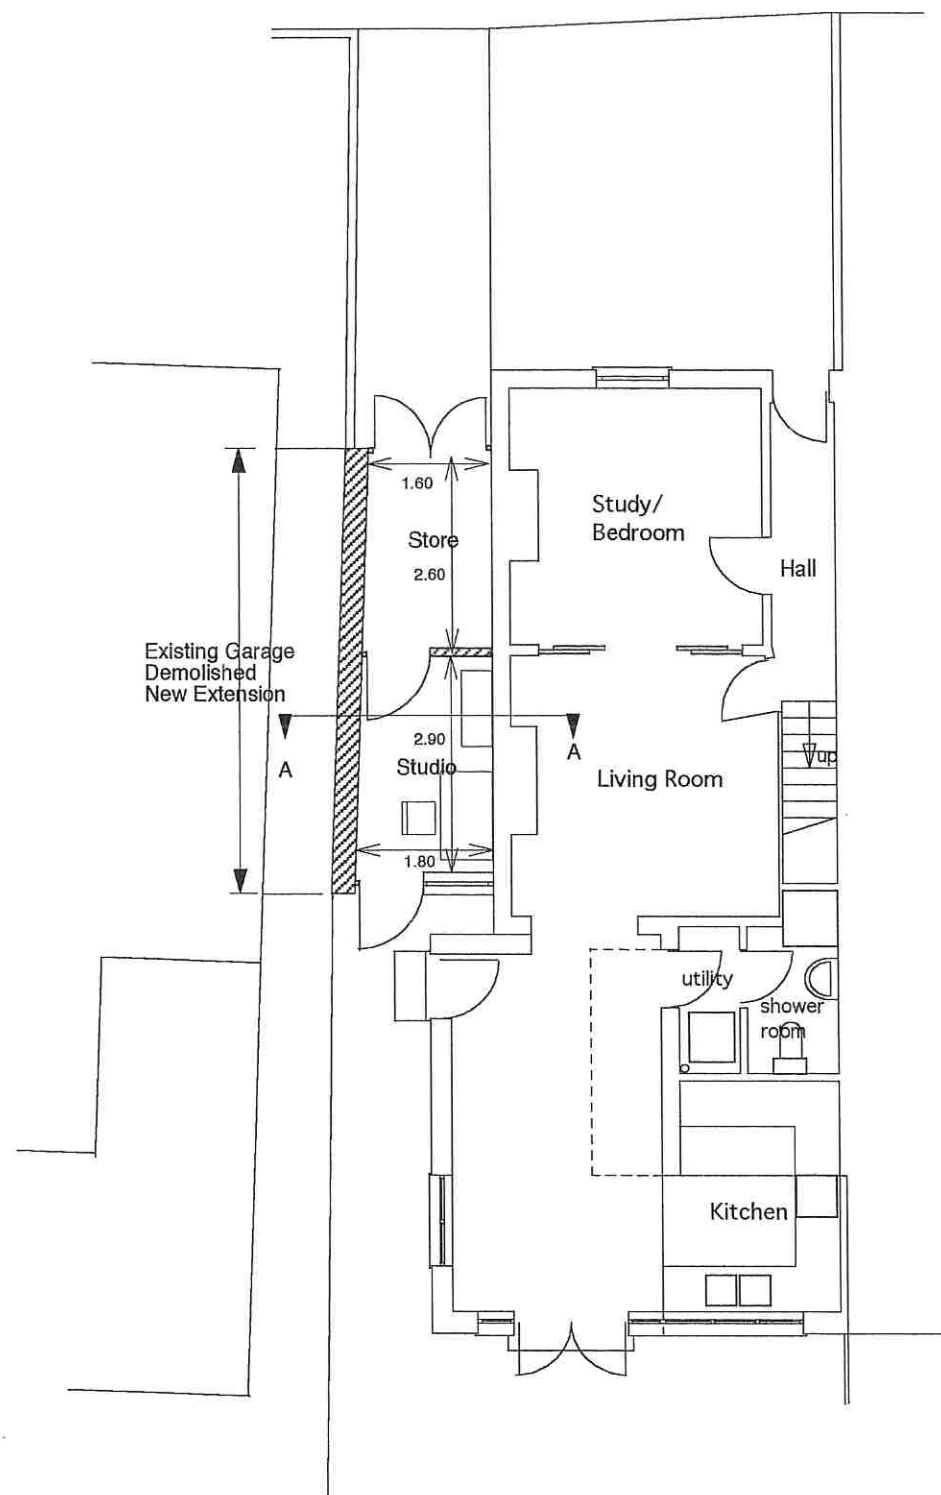 1.60
Study/
Bedroom
Store
2.60
Hall
Existing Garage
Demolished
New Extension
A
2.90
A
up
Studio
Living Room
1.80
utility
shower
room
Kitchen